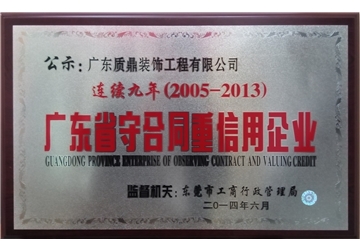 公示：广东质鼎装饰工程有限公司
连续九年(2005-2013)
广东省守合同重信用企业
GUANGDONG PROVINCE ENTERPRISE OF OBSERVING CONTRACT AND VALUING CREDIT
监督机关：东莞市工商行政管理局
二〇一四年六月